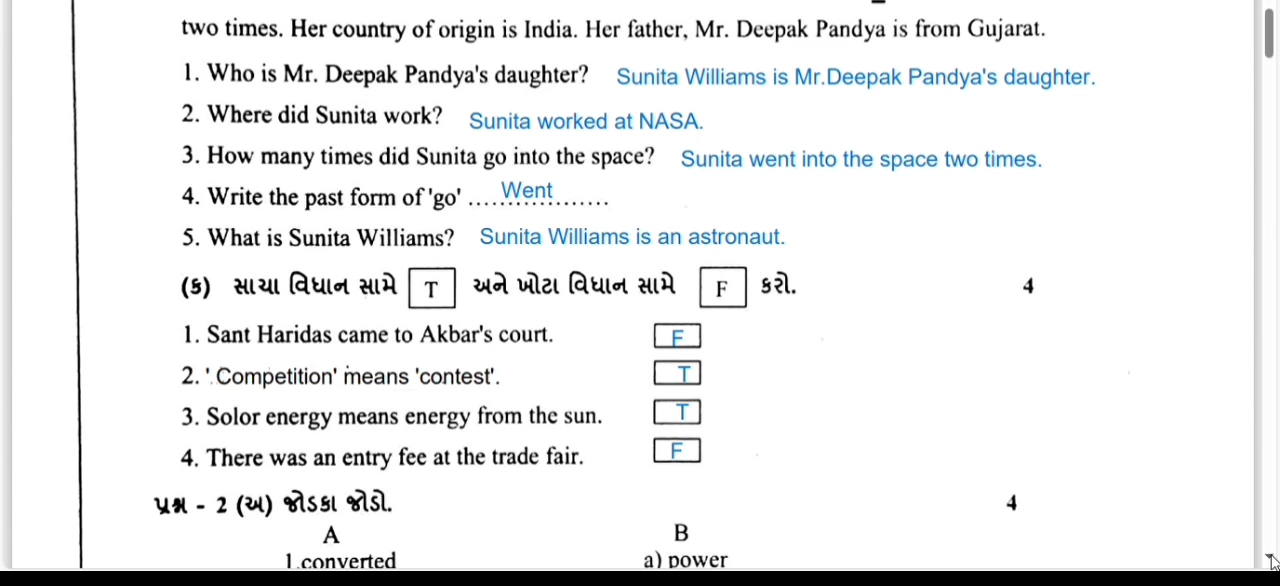 two times. Her country of origin is India. Her father, Mr. Deepak Pandya is from Gujarat.
1. Who is Mr. Deepak Pandya's daughter? Sunita Williams is Mr.Deepak Pandya's daughter.
2. Where did Sunita work? Sunita worked at NASA.
3. How many times did Sunita go into the space? Sunita went into the space two times.
4. Write the past form of 'go' .....Went..........
5. What is Sunita Williams? Sunita Williams is an astronaut.
(ક) સાચા વિધાન સામે T અને ખોટા વિધાન સામે F કરો. 4
1. Sant Haridas came to Akbar's court. F
2. ' Competition' means 'contest'. T
3. Solor energy means energy from the sun. T
4. There was an entry fee at the trade fair. F
પ્રશ્ન - 2 (અ) જોડકા જોડો. 4
A B
1.converted a) power